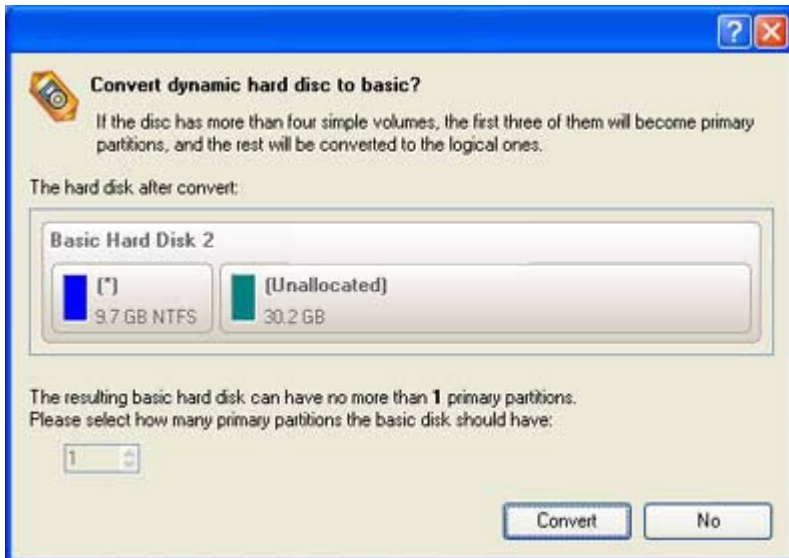 Convert dynamic hard disc to basic?
If the disc has more than four simple volumes, the first three of them will become primary
partitions, and the rest will be converted to the logical ones.
The hard disk after convert:
Basic Hard Disk 2
(*)
9.7 GB NTFS
(Unallocated)
30.2 GB
The resulting basic hard disk can have no more than 1 primary partitions.
Please select how many primary partitions the basic disk should have:
1
Convert
No